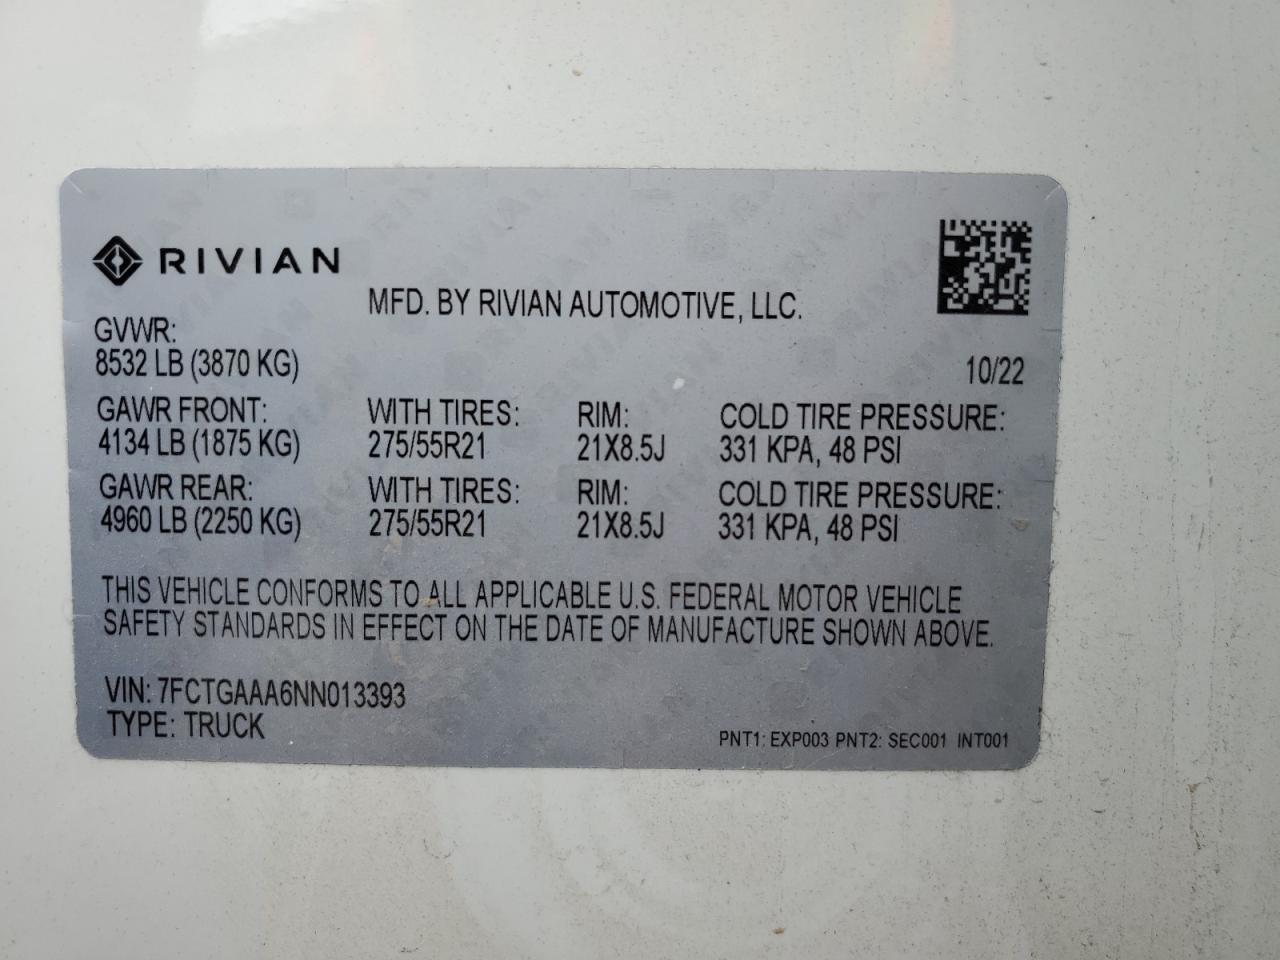 RIVIAN
MFD. BY RIVIAN AUTOMOTIVE, LLC.
GVWR:
8532 LB (3870 KG)
10/22
GAWR FRONT: WITH TIRES: RIM: COLD TIRE PRESSURE:
4134 LB (1875 KG) 275/55R21 21X8.5J 331 KPA, 48 PSI
GAWR REAR: WITH TIRES: RIM: COLD TIRE PRESSURE:
4960 LB (2250 KG) 275/55R21 21X8.5J 331 KPA, 48 PSI
THIS VEHICLE CONFORMS TO ALL APPLICABLE U.S. FEDERAL MOTOR VEHICLE
SAFETY STANDARDS IN EFFECT ON THE DATE OF MANUFACTURE SHOWN ABOVE.
VIN: 7FCTGAAA6NN013393
TYPE: TRUCK
PNT1: EXP003 PNT2: SEC001 INT001